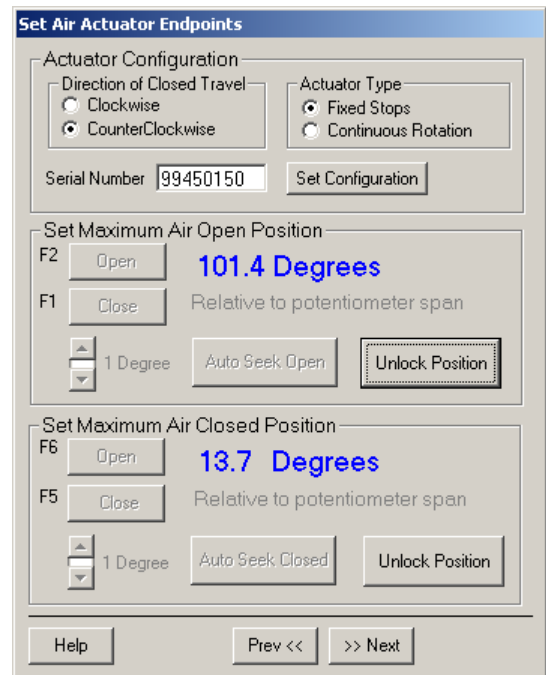 Set Air Actuator Endpoints
Actuator Configuration
Direction of Closed Travel
Clockwise
CounterClockwise
Actuator Type
Fixed Stops
Continuous Rotation
Serial Number 99450150 Set Configuration
Set Maximum Air Open Position
F2 Open 101.4 Degrees
F1 Close Relative to potentiometer span
1 Degree Auto Seek Open Unlock Position
Set Maximum Air Closed Position
F6 Open 13.7 Degrees
F5 Close Relative to potentiometer span
1 Degree Auto Seek Closed Unlock Position
Help Prev << >> Next